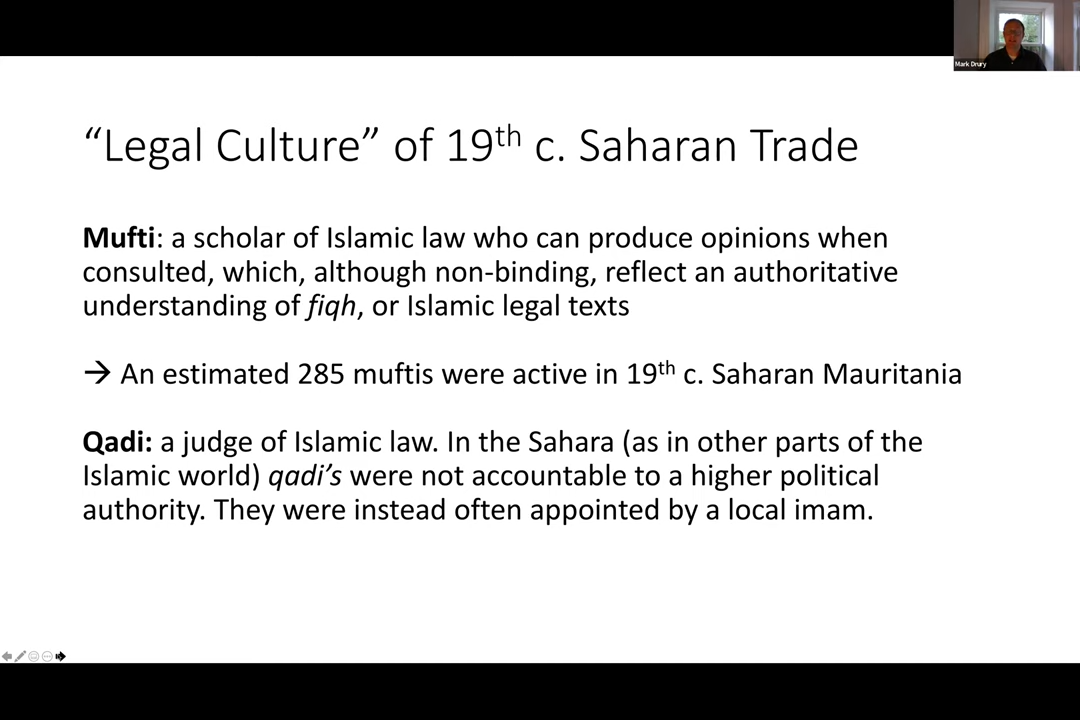 Mark Drury
“Legal Culture” of 19th c. Saharan Trade
Mufti: a scholar of Islamic law who can produce opinions when
consulted, which, although non-binding, reflect an authoritative
understanding of fiqh, or Islamic legal texts
→ An estimated 285 muftis were active in 19th c. Saharan Mauritania
Qadi: a judge of Islamic law. In the Sahara (as in other parts of the
Islamic world) qadi’s were not accountable to a higher political
authority. They were instead often appointed by a local imam.